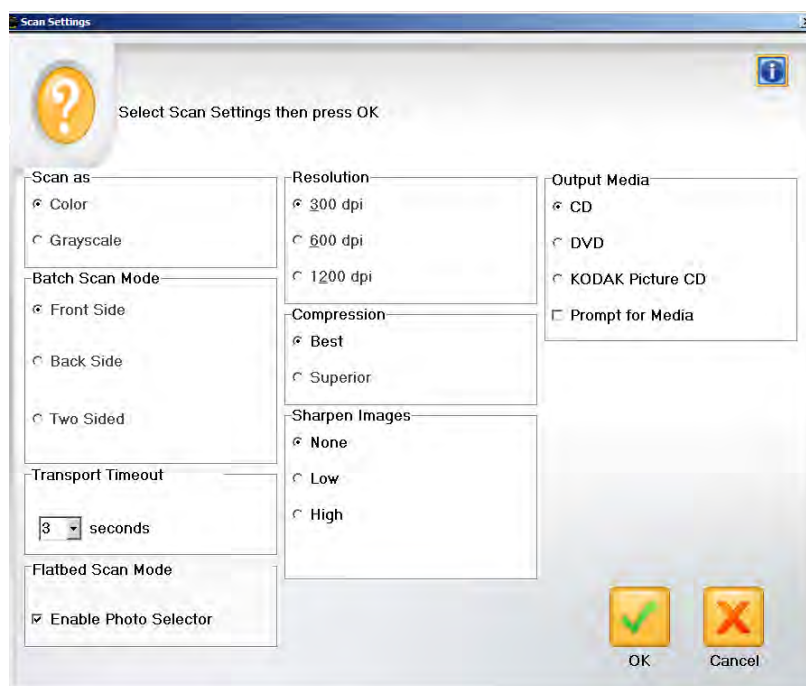 Scan Settings
Select Scan Settings then press OK
Scan as
Color
Grayscale
Batch Scan Mode
Front Side
Back Side
Two Sided
Transport Timeout
3 seconds
Flatbed Scan Mode
Enable Photo Selector
Resolution
300 dpi
600 dpi
1200 dpi
Compression
Best
Superior
Sharpen Images
None
Low
High
Output Media
CD
DVD
KODAK Picture CD
Prompt for Media
OK
Cancel